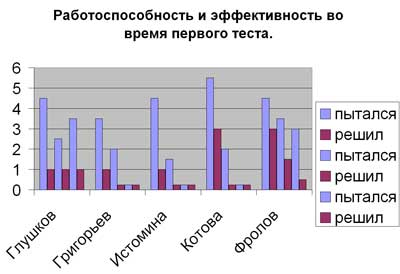 Работоспособность и эффективность во
время первого теста.
6
5
4
3
2
1
0
Глушков
Григорьев
Истомина
Котова
Фролов
пытался
решил
пытался
решил
пытался
решил